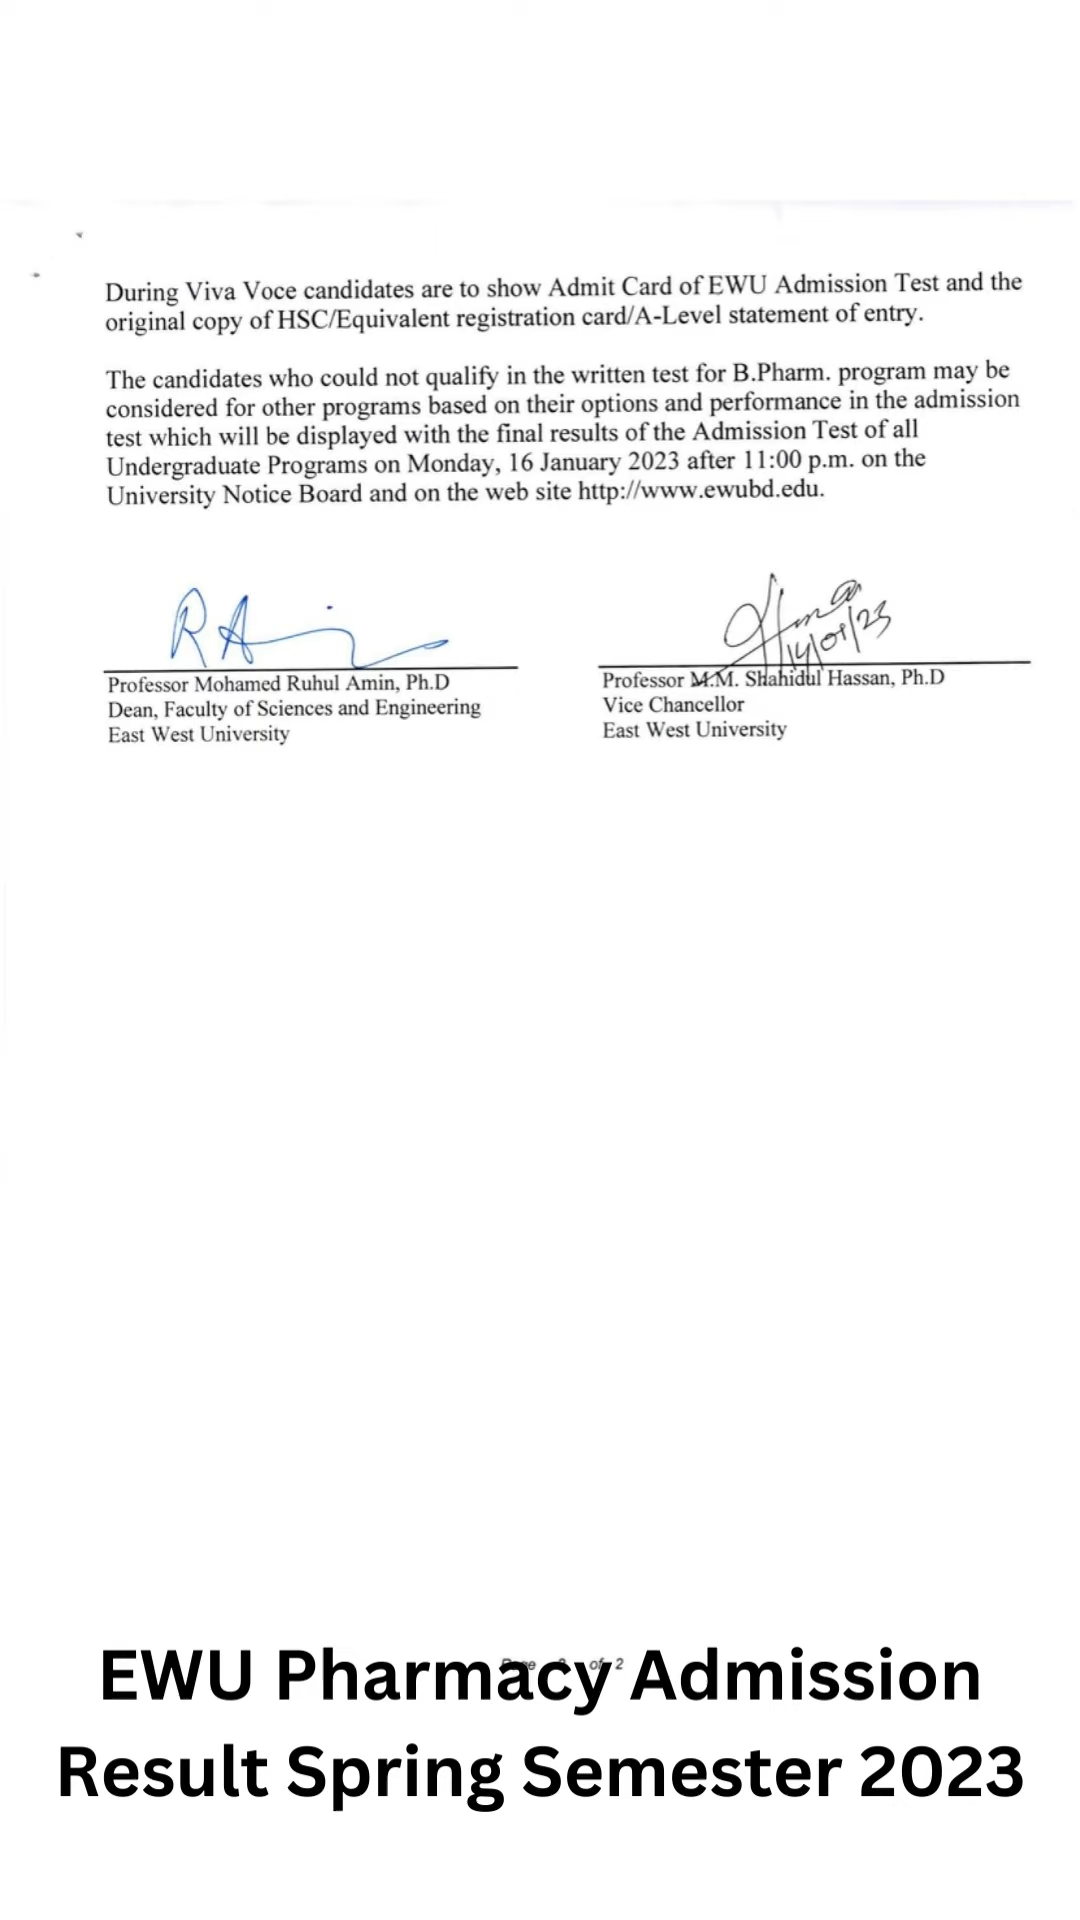 During Viva Voce candidates are to show Admit Card of EWU Admission Test and the
original copy of HSC/Equivalent registration card/A-Level statement of entry.
The candidates who could not qualify in the written test for B.Pharm. program may be
considered for other programs based on their options and performance in the admission
test which will be displayed with the final results of the Admission Test of all
Undergraduate Programs on Monday, 16 January 2023 after 11:00 p.m. on the
University Notice Board and on the web site http://www.ewubd.edu.
14/01/23
Professor Mohamed Ruhul Amin, Ph.D
Dean, Faculty of Sciences and Engineering
East West University
Professor M.M. Shahidul Hassan, Ph.D
Vice Chancellor
East West University
of 2
EWU Pharmacy Admission
Result Spring Semester 2023